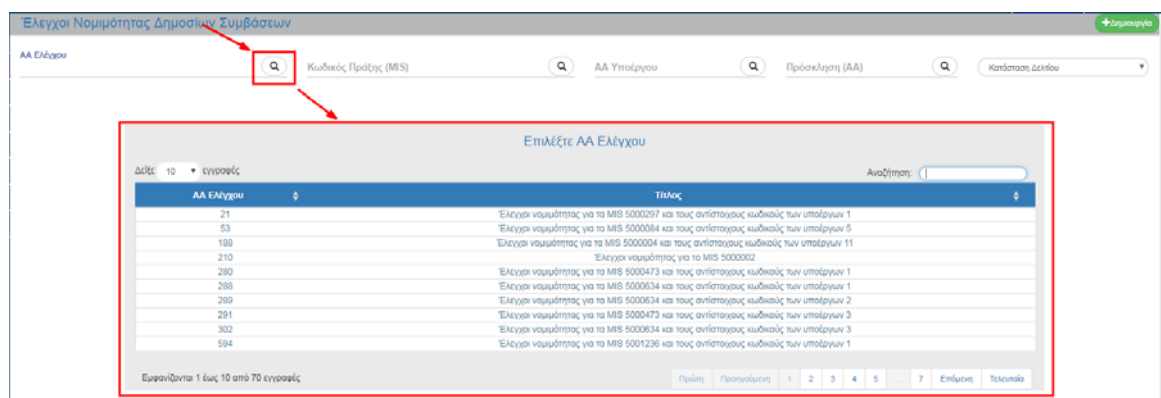 Έλεγχοι Νομιμότητας Δημοσίων Συμβάσεων
+Δημιουργία
ΑΑ Ελέγχου
Κωδικός Πράξης (MIS)
ΑΑ Υποέργου
Πρόσκληση (ΑΑ)
Κατάσταση Δελτίου
Επιλέξτε ΑΑ Ελέγχου
Δείξε 10 εγγραφές
Αναζήτηση:
ΑΑ Ελέγχου Τίτλος
21 Έλεγχοι νομιμότητας για τα MIS 5000297 και τους αντίστοιχους κωδικούς των υποέργων 1
53 Έλεγχοι νομιμότητας για τα MIS 5000084 και τους αντίστοιχους κωδικούς των υποέργων 5
188 Έλεγχοι νομιμότητας για τα MIS 5000004 και τους αντίστοιχους κωδικούς των υποέργων 11
210 Έλεγχοι νομιμότητας για το MIS 5000002
280 Έλεγχοι νομιμότητας για τα MIS 5000473 και τους αντίστοιχους κωδικούς των υποέργων 1
288 Έλεγχοι νομιμότητας για τα MIS 5000634 και τους αντίστοιχους κωδικούς των υποέργων 1
289 Έλεγχοι νομιμότητας για τα MIS 5000634 και τους αντίστοιχους κωδικούς των υποέργων 2
291 Έλεγχοι νομιμότητας για τα MIS 5000473 και τους αντίστοιχους κωδικούς των υποέργων 3
302 Έλεγχοι νομιμότητας για τα MIS 5000634 και τους αντίστοιχους κωδικούς των υποέργων 3
594 Έλεγχοι νομιμότητας για τα MIS 5001236 και τους αντίστοιχους κωδικούς των υποέργων 1
Εμφανίζονται 1 έως 10 από 70 εγγραφές
Πρώτη Προηγούμενη 1 2 3 4 5 ... 7 Επόμενη Τελευταία